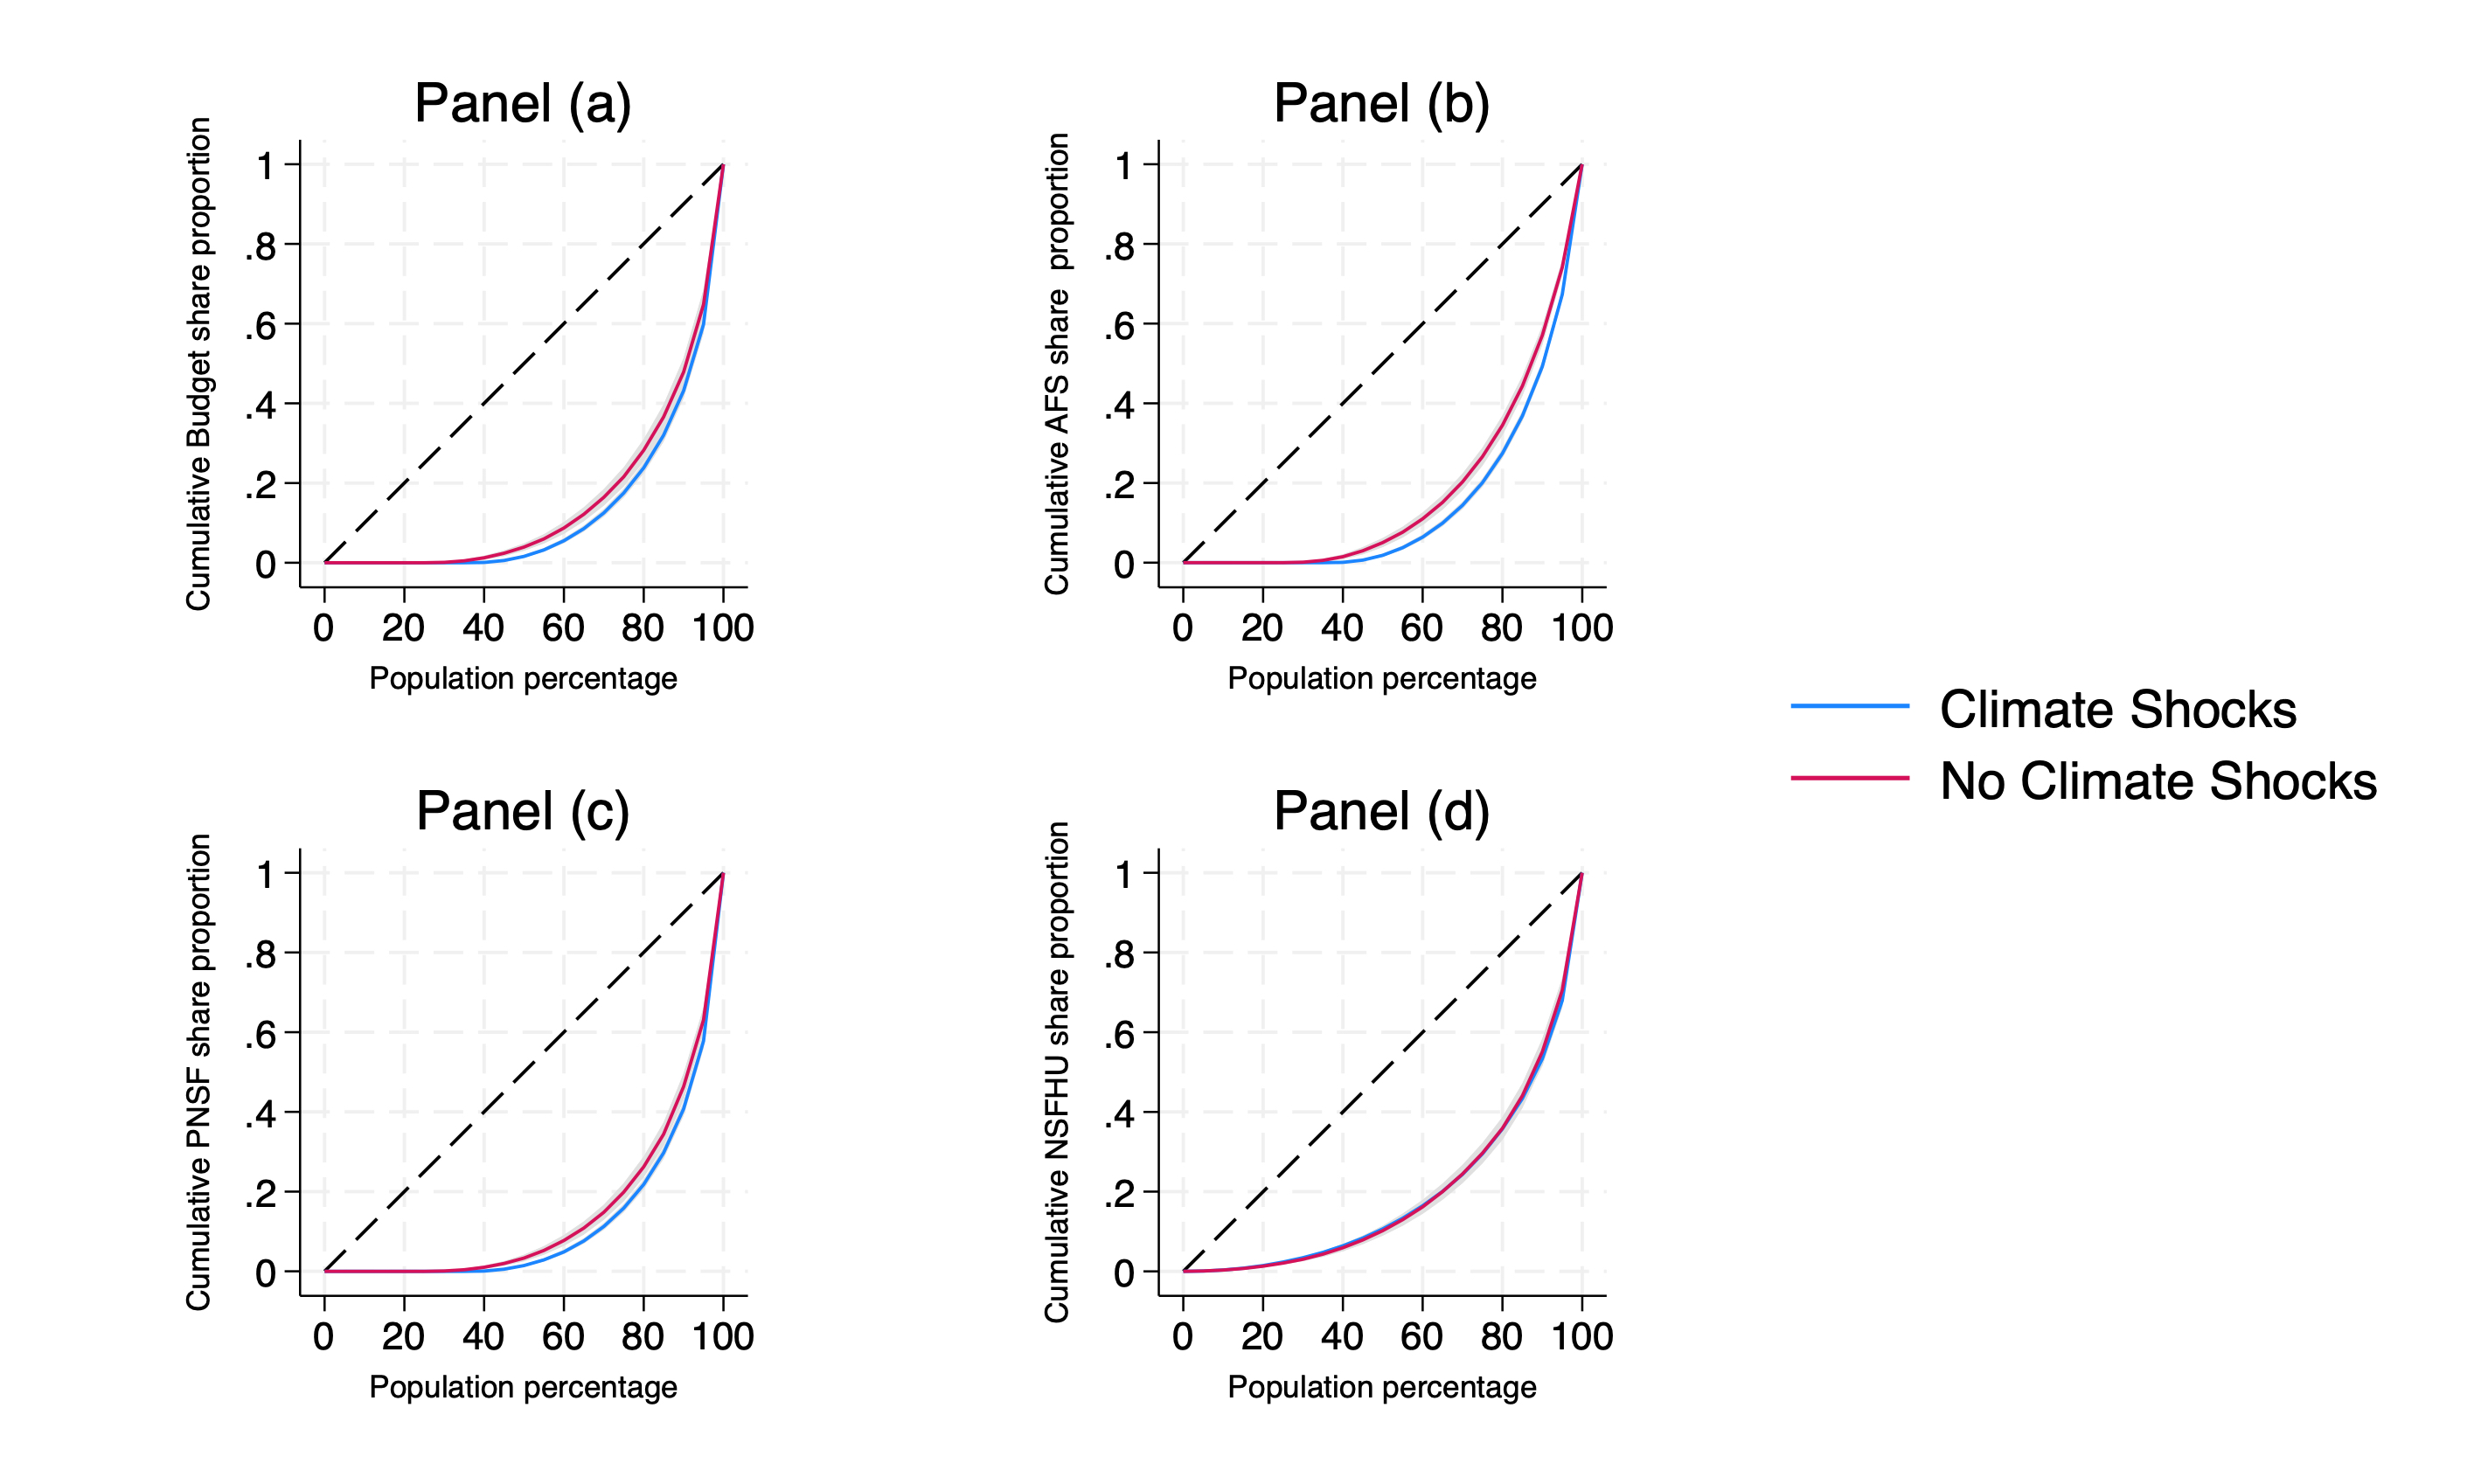 Panel (a)
Cumulative Budget share proportion
1
.8
.6
.4
.2
0
0 20 40 60 80 100
Population percentage
Panel (b)
Cumulative AFS share  proportion
1
.8
.6
.4
.2
0
0 20 40 60 80 100
Population percentage
Panel (c)
Cumulative PNSF share proportion
1
.8
.6
.4
.2
0
0 20 40 60 80 100
Population percentage
Panel (d)
Cumulative NSFHU share proportion
1
.8
.6
.4
.2
0
0 20 40 60 80 100
Population percentage
Climate Shocks
No Climate Shocks